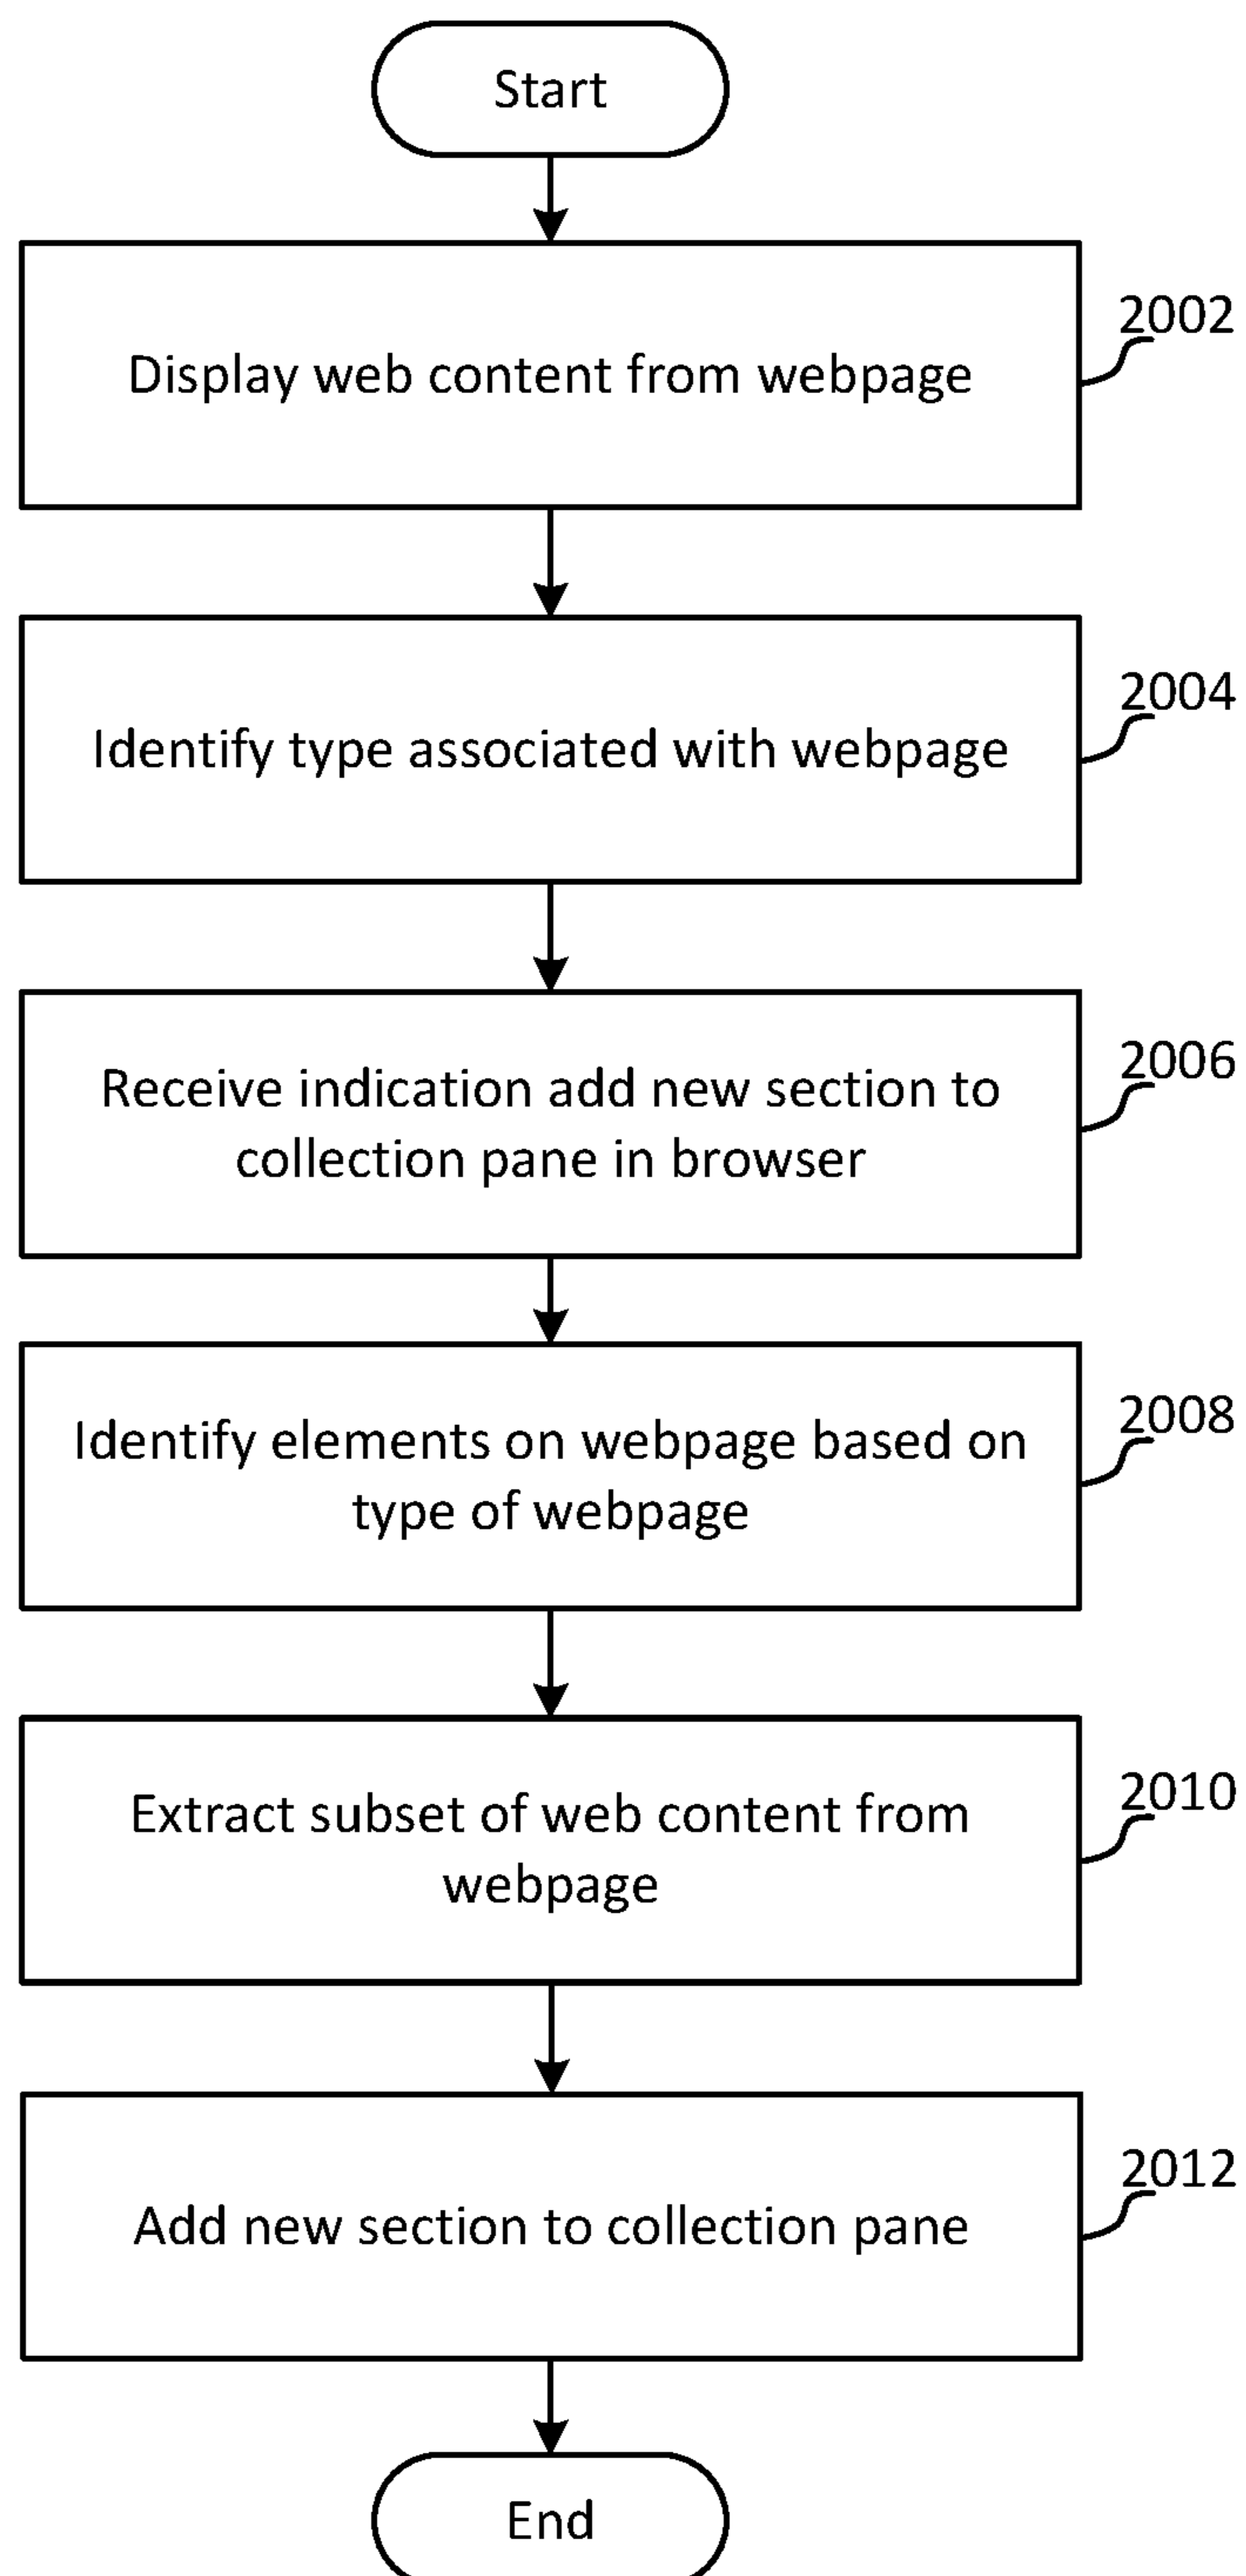 Start
Display web content from webpage
2002
Identify type associated with webpage
2004
Receive indication add new section to
collection pane in browser
2006
Identify elements on webpage based on
type of webpage
2008
Extract subset of web content from
webpage
2010
Add new section to collection pane
2012
End